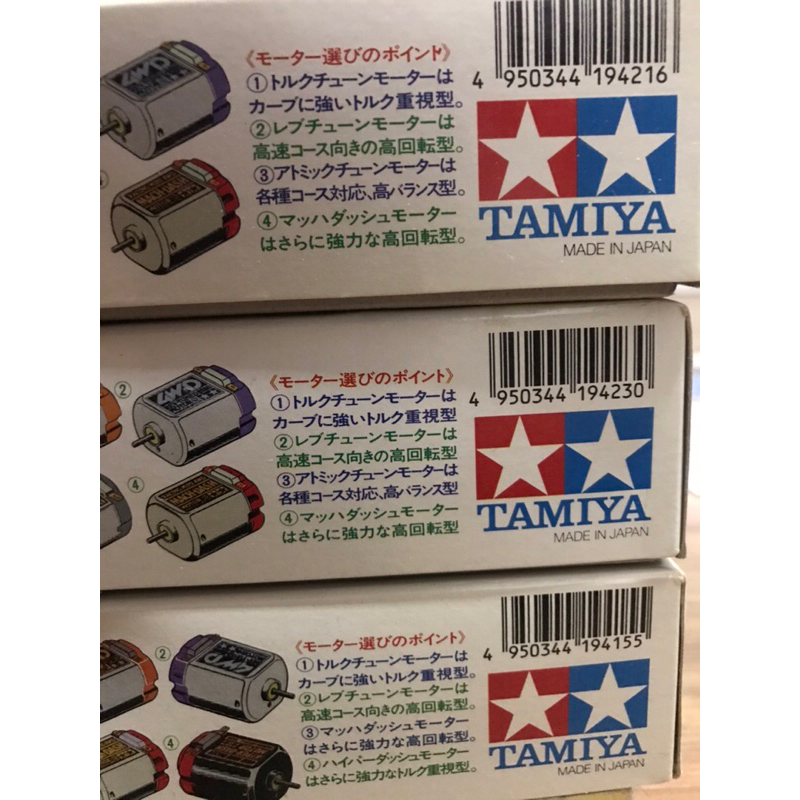 《モーター選びのポイント》
①トルクチューンモーターは
カーブに強いトルク重視型。
②レブチューンモーターは
高速コース向きの高回転型。
③アトミックチューンモーターは
各種コース対応、高バランス型。
④マッハダッシュモーター
はさらに強力な高回転型。
4 950344 194216
TAMIYA
MADE IN JAPAN
②
④
《モーター選びのポイント》
①トルクチューンモーターは
カーブに強いトルク重視型
②レブチューンモーターは
高速コース向きの高回転型
③アトミックチューンモーターは
各種コース対応、高バランス型
④マッハダッシュモーター
はさらに強力な高回転型
4 950344 194230
TAMIYA
MADE IN JAPAN
②
④
《モーター選びのポイント》
①トルクチューンモーターは
カーブに強いトルク重視型。
②レブチューンモーターは
高速コース向きの高回転型。
③マッハダッシュモーター
はさらに強力な高回転型。
④ハイパーダッシュモーター
はさらに強力なトルク重視型。
4 950344 194155
TAMIYA
MADE IN JAPAN